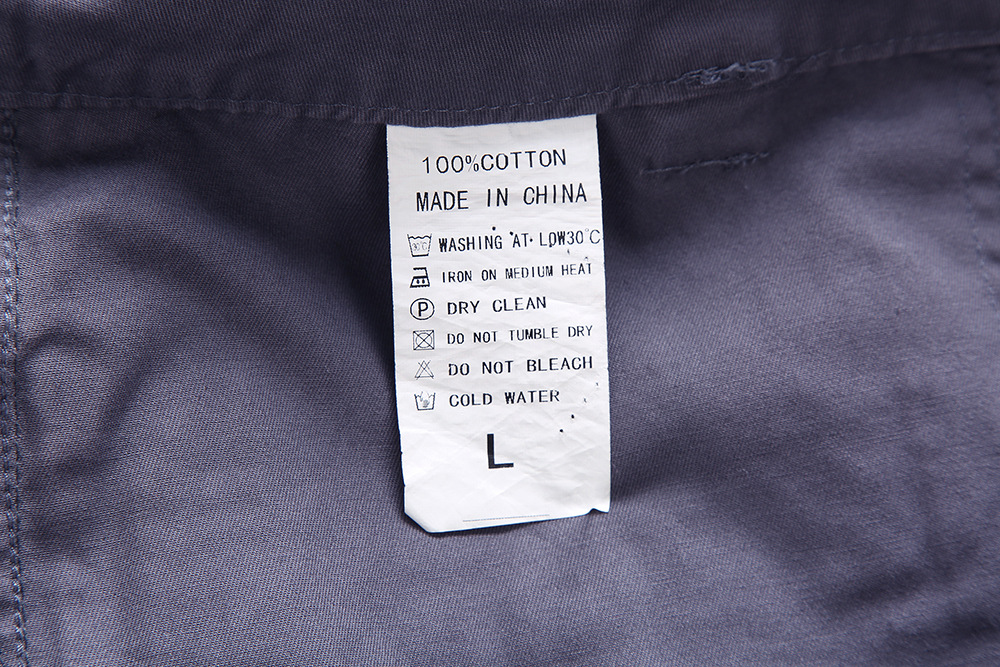 100%COTTON
MADE IN CHINA
WASHING AT LOW30°C
IRON ON MEDIUM HEAT
P DRY CLEAN
DO NOT TUMBLE DRY
DO NOT BLEACH
COLD WATER
L